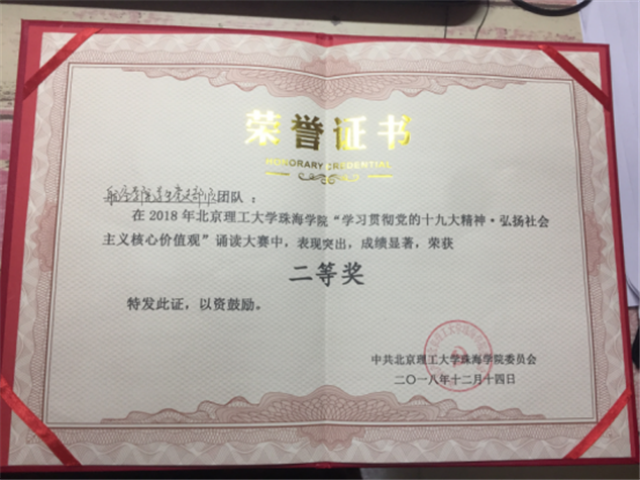 荣誉证书
HONORARY CREDENTIAL
团队：
在 2018 年北京理工大学珠海学院“学习贯彻党的十九大精神·弘扬社会
主义核心价值观”诵读大赛中，表现突出，成绩显著，荣获
二等奖
特发此证，以资鼓励。
中共北京理工大学珠海学院委员会
二〇一八年十二月十四日